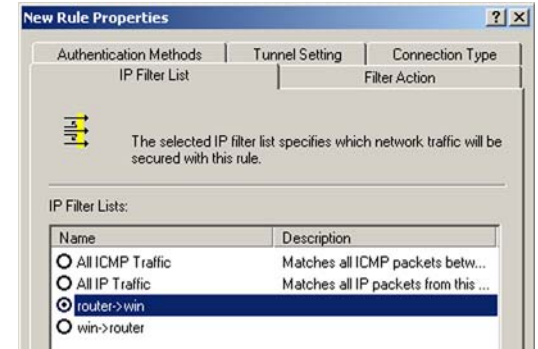 New Rule Properties
Authentication Methods Tunnel Setting Connection Type
IP Filter List Filter Action
The selected IP filter list specifies which network traffic will be
secured with this rule.
IP Filter Lists:
Name Description
All ICMP Traffic Matches all ICMP packets betw...
All IP Traffic Matches all IP packets from this ...
router->win
win->router